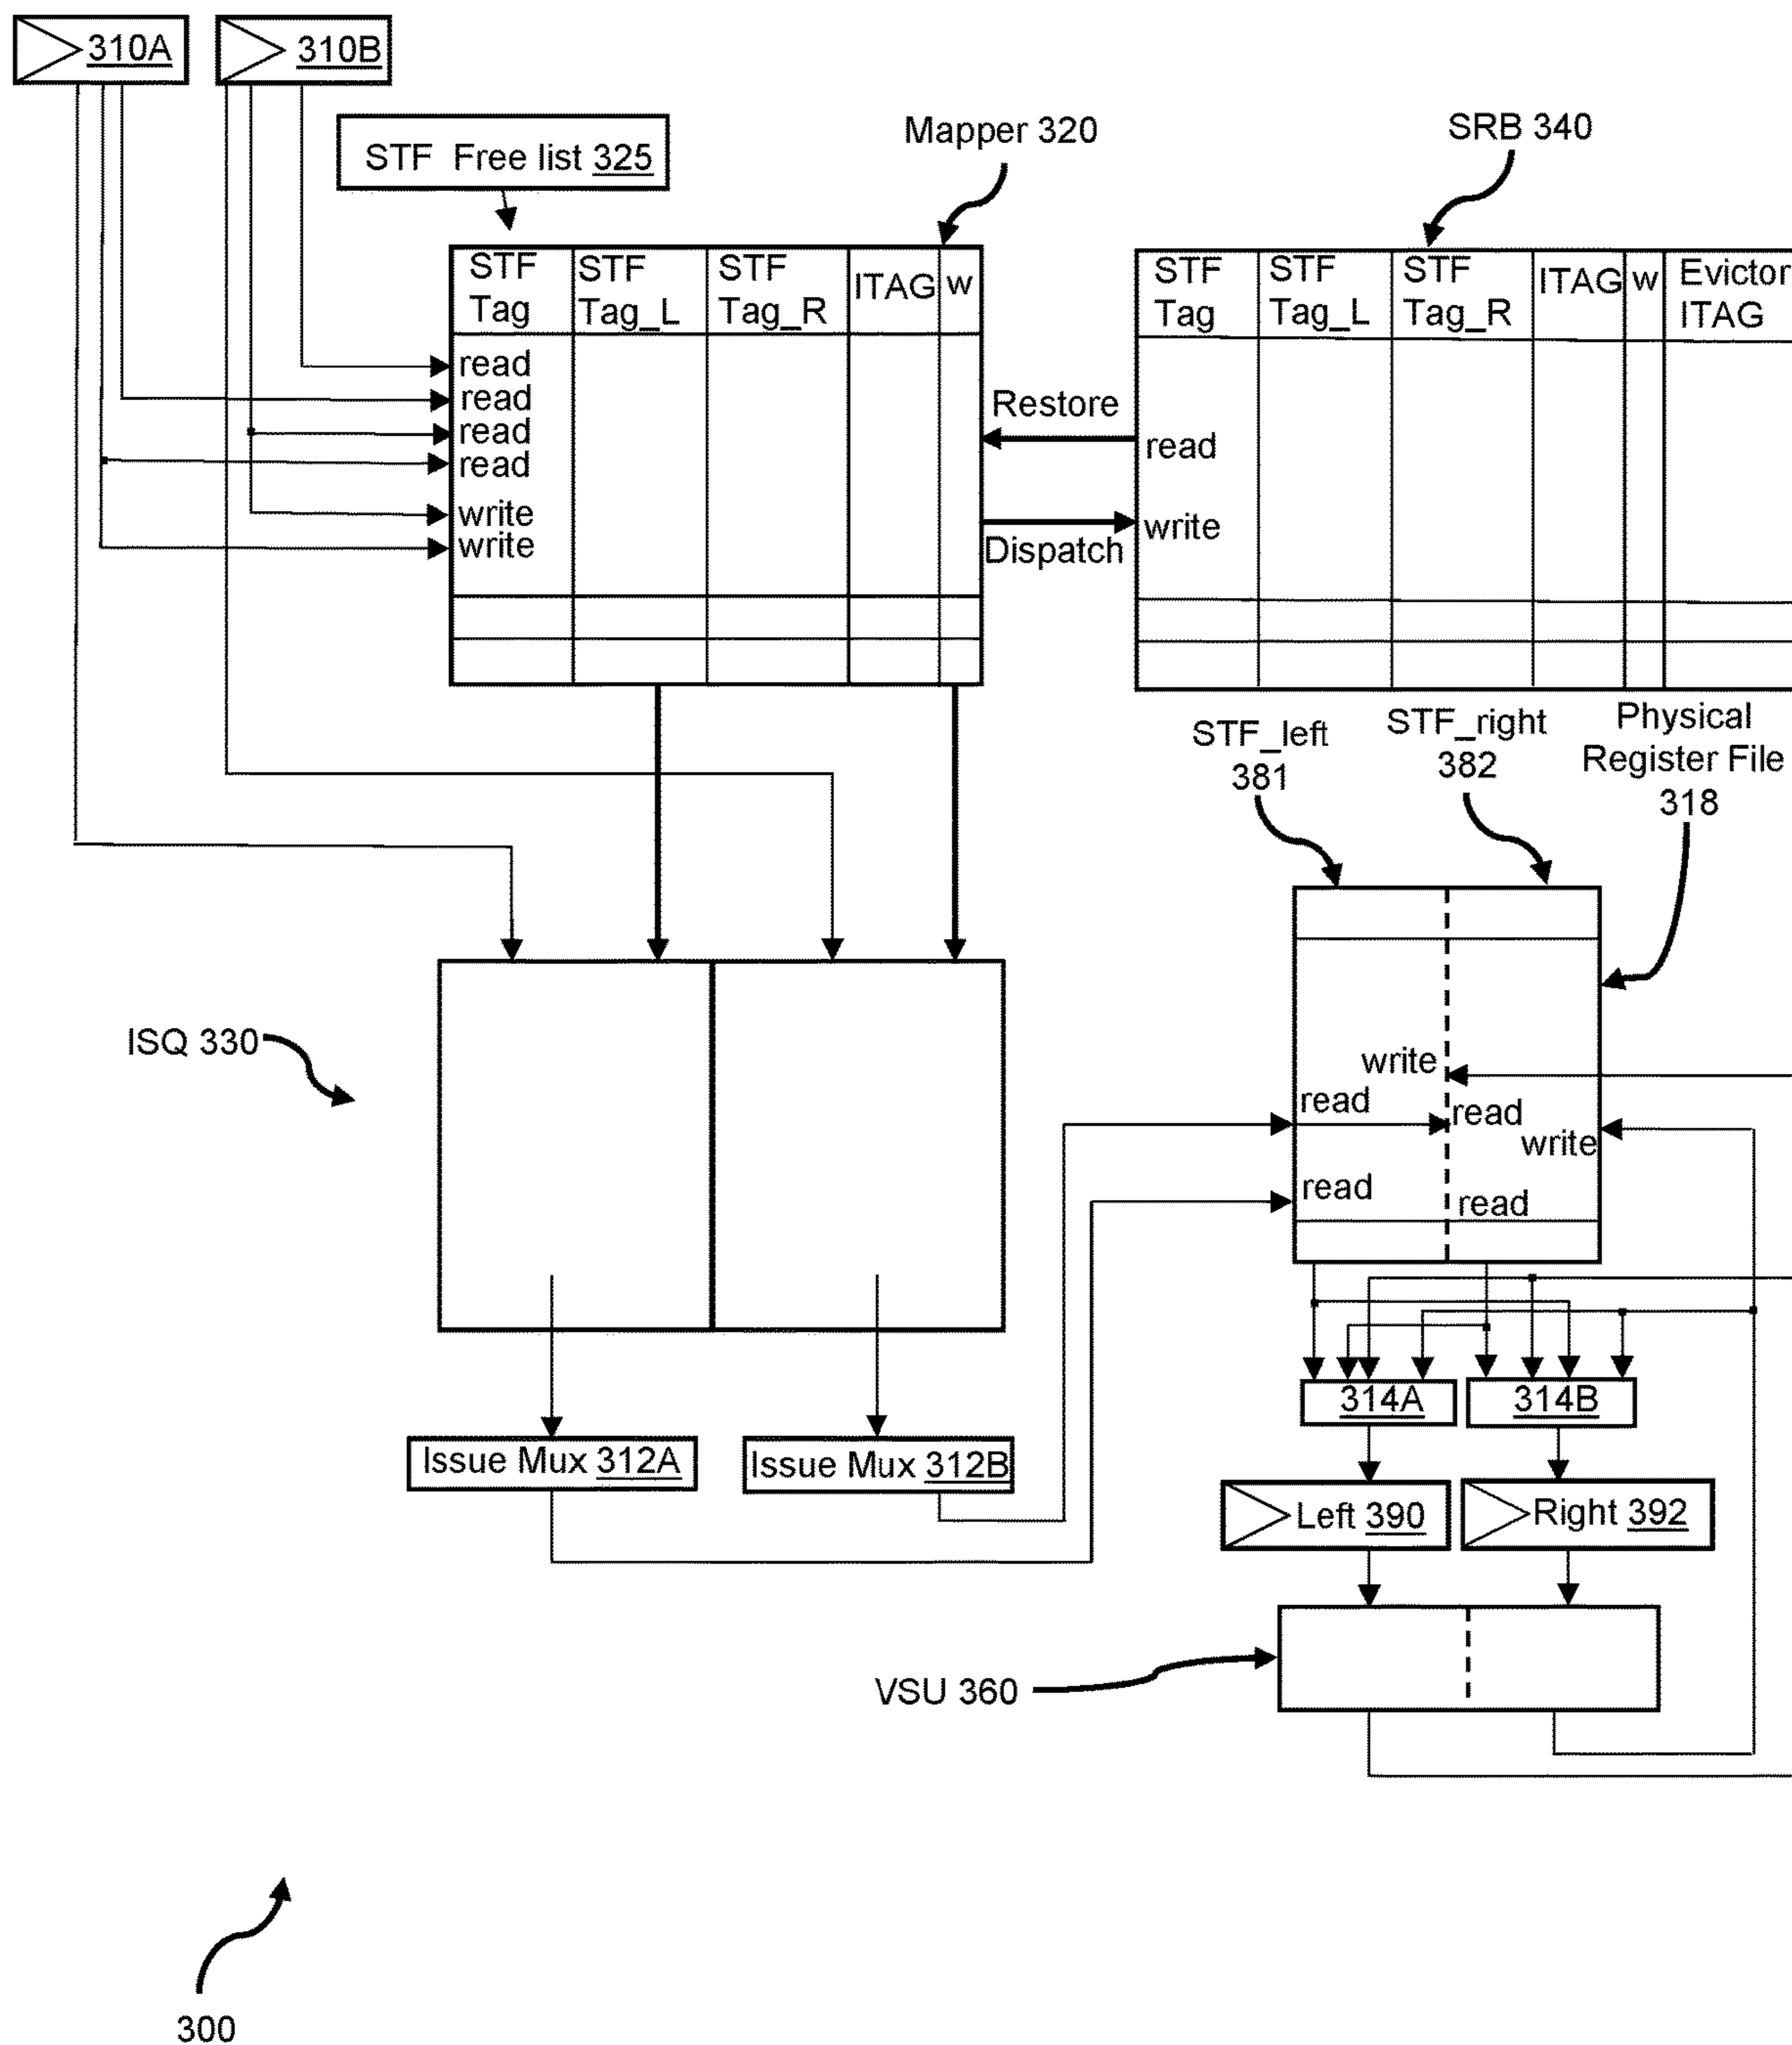 310A
310B
STF Free list 325
Mapper 320
SRB 340
STF
Tag
STF
Tag_L
STF
Tag_R
ITAG
w
read
read
read
read
write
write
Restore
Dispatch
STF
Tag
STF
Tag_L
STF
Tag_R
ITAG
w
Evictor
ITAG
read
write
STF_left
381
STF_right
382
Physical
Register File
318
ISQ 330
write
read
read
write
read
read
314A
314B
Issue Mux 312A
Issue Mux 312B
Left 390
Right 392
VSU 360
300